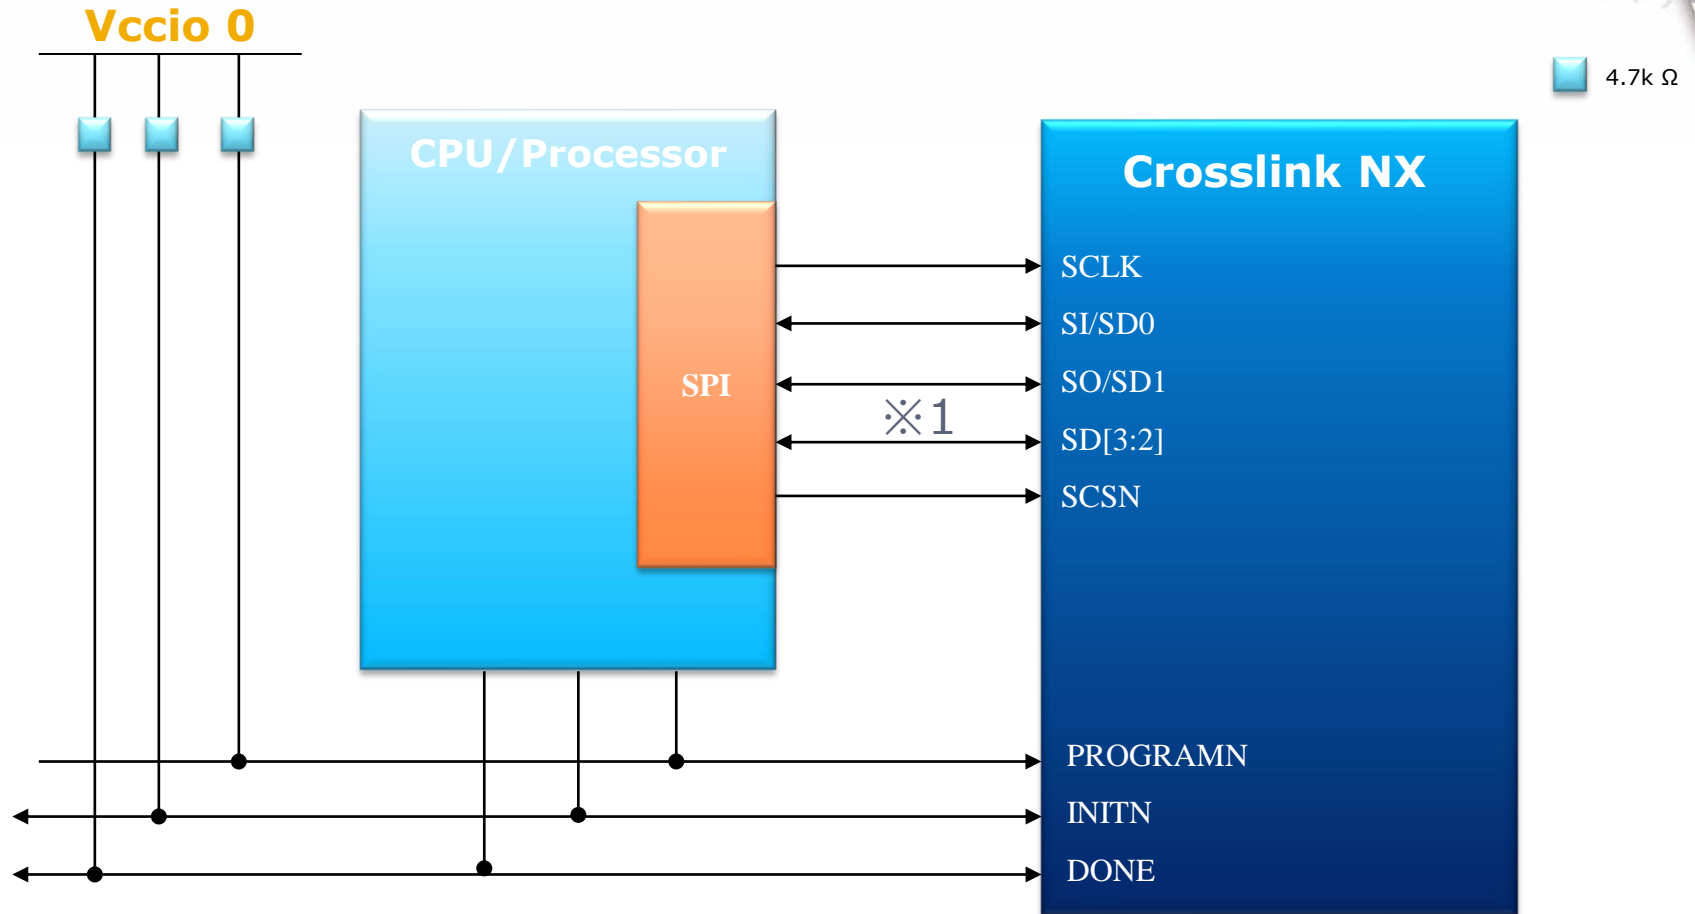 Vccio 0
4.7k Ω
CPU/Processor
Crosslink NX
SPI
※1
SCLK
SI/SD0
SO/SD1
SD[3:2]
SCSN
PROGRAMN
INITN
DONE